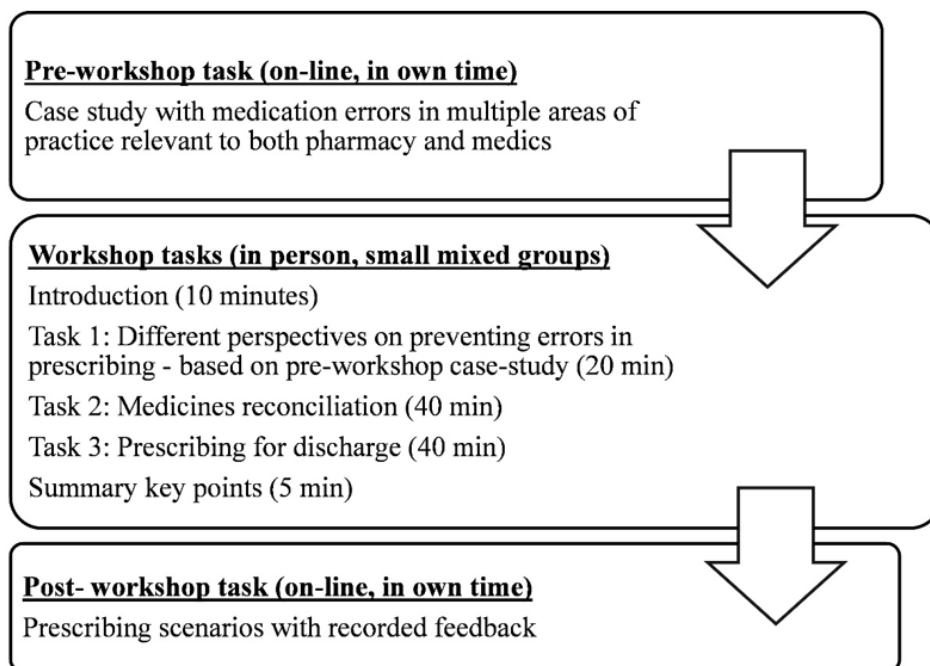 Pre-workshop task (on-line, in own time)
Case study with medication errors in multiple areas of
practice relevant to both pharmacy and medics
Workshop tasks (in person, small mixed groups)
Introduction (10 minutes)
Task 1: Different perspectives on preventing errors in
prescribing - based on pre-workshop case-study (20 min)
Task 2: Medicines reconciliation (40 min)
Task 3: Prescribing for discharge (40 min)
Summary key points (5 min)
Post- workshop task (on-line, in own time)
Prescribing scenarios with recorded feedback